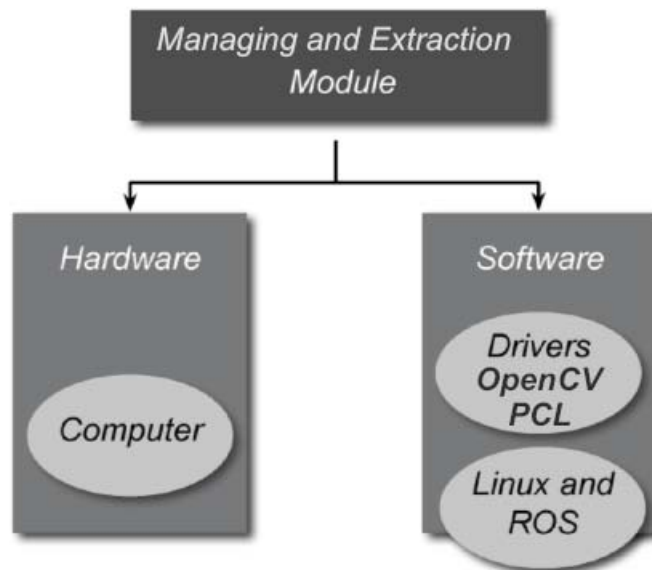 Managing and Extraction
Module
Hardware
Computer
Software
Drivers
OpenCV
PCL
Linux and
ROS